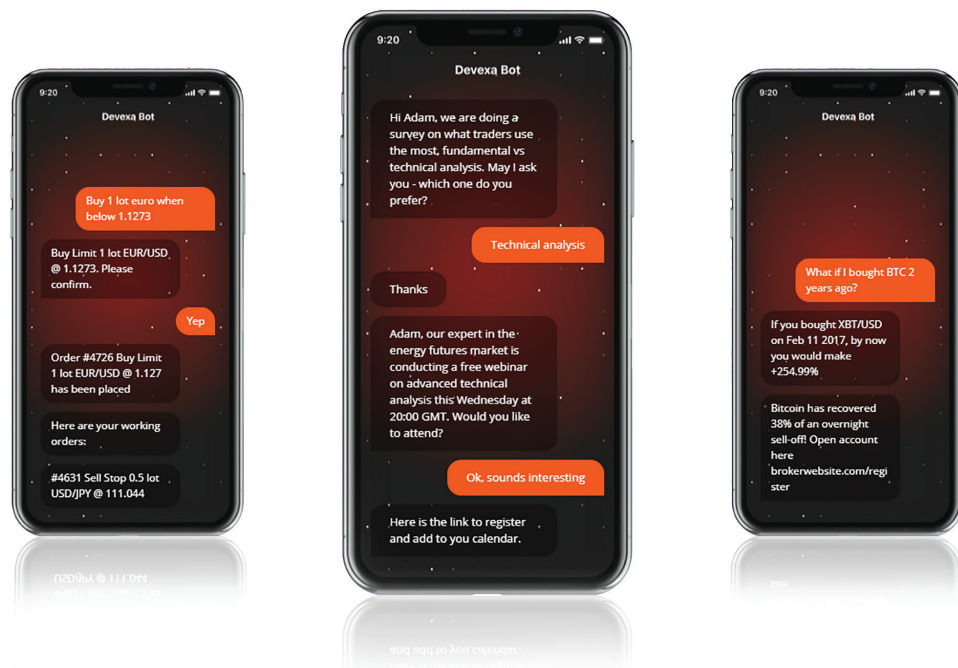 9:20
Devexa Bot
Buy 1 lot euro when
below 1.1273
Buy Limit 1 lot EUR/USD
@ 1.1273. Please
confirm.
Yep
Order #4726 Buy Limit
1 lot EUR/USD @ 1.127
has been placed
Here are your working
orders:
#4631 Sell Stop 0.5 lot
USD/JPY @ 111.044
9:20
Devexa Bot
Hi Adam, we are doing a
survey on what traders use
the most, fundamental vs
technical analysis. May I ask
you - which one do you
prefer?
Technical analysis
Thanks
Adam, our expert in the
energy futures market is
conducting a free webinar
on advanced technical
analysis this Wednesday at
20:00 GMT. Would you like
to attend?
Ok, sounds interesting
Here is the link to register
and add to you calendar.
9:20
Devexa Bot
What if I bought BTC 2
years ago?
If you bought XBT/USD
on Feb 11 2017, by now
you would make
+254.99%
Bitcoin has recovered
38% of an overnight
sell-off! Open account
here
brokerwebsite.com/regi
ster